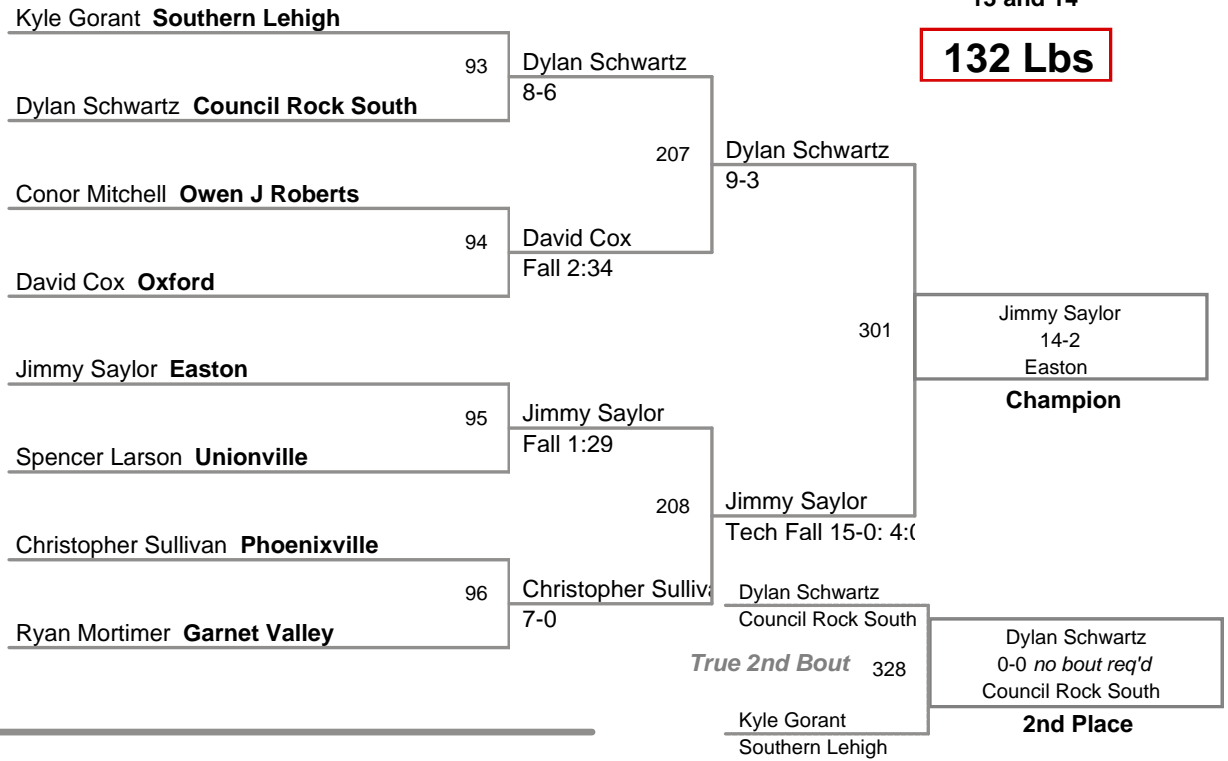 13 and 14
132 Lbs
Kyle Gorant Southern Lehigh
93
Dylan Schwartz Council Rock South
Dylan Schwartz
8-6
207
Conor Mitchell Owen J Roberts
94
David Cox Oxford
David Cox
Fall 2:34
Dylan Schwartz
9-3
301
Jimmy Saylor Easton
95
Spencer Larson Unionville
Jimmy Saylor
Fall 1:29
208
Christopher Sullivan Phoenixville
96
Ryan Mortimer Garnet Valley
Christopher Sulliva
7-0
Jimmy Saylor
Tech Fall 15-0: 4:0
Jimmy Saylor
14-2
Easton
Champion
Dylan Schwartz
Council Rock South
True 2nd Bout 328
Kyle Gorant
Southern Lehigh
Dylan Schwartz
0-0 no bout req'd
Council Rock South
2nd Place